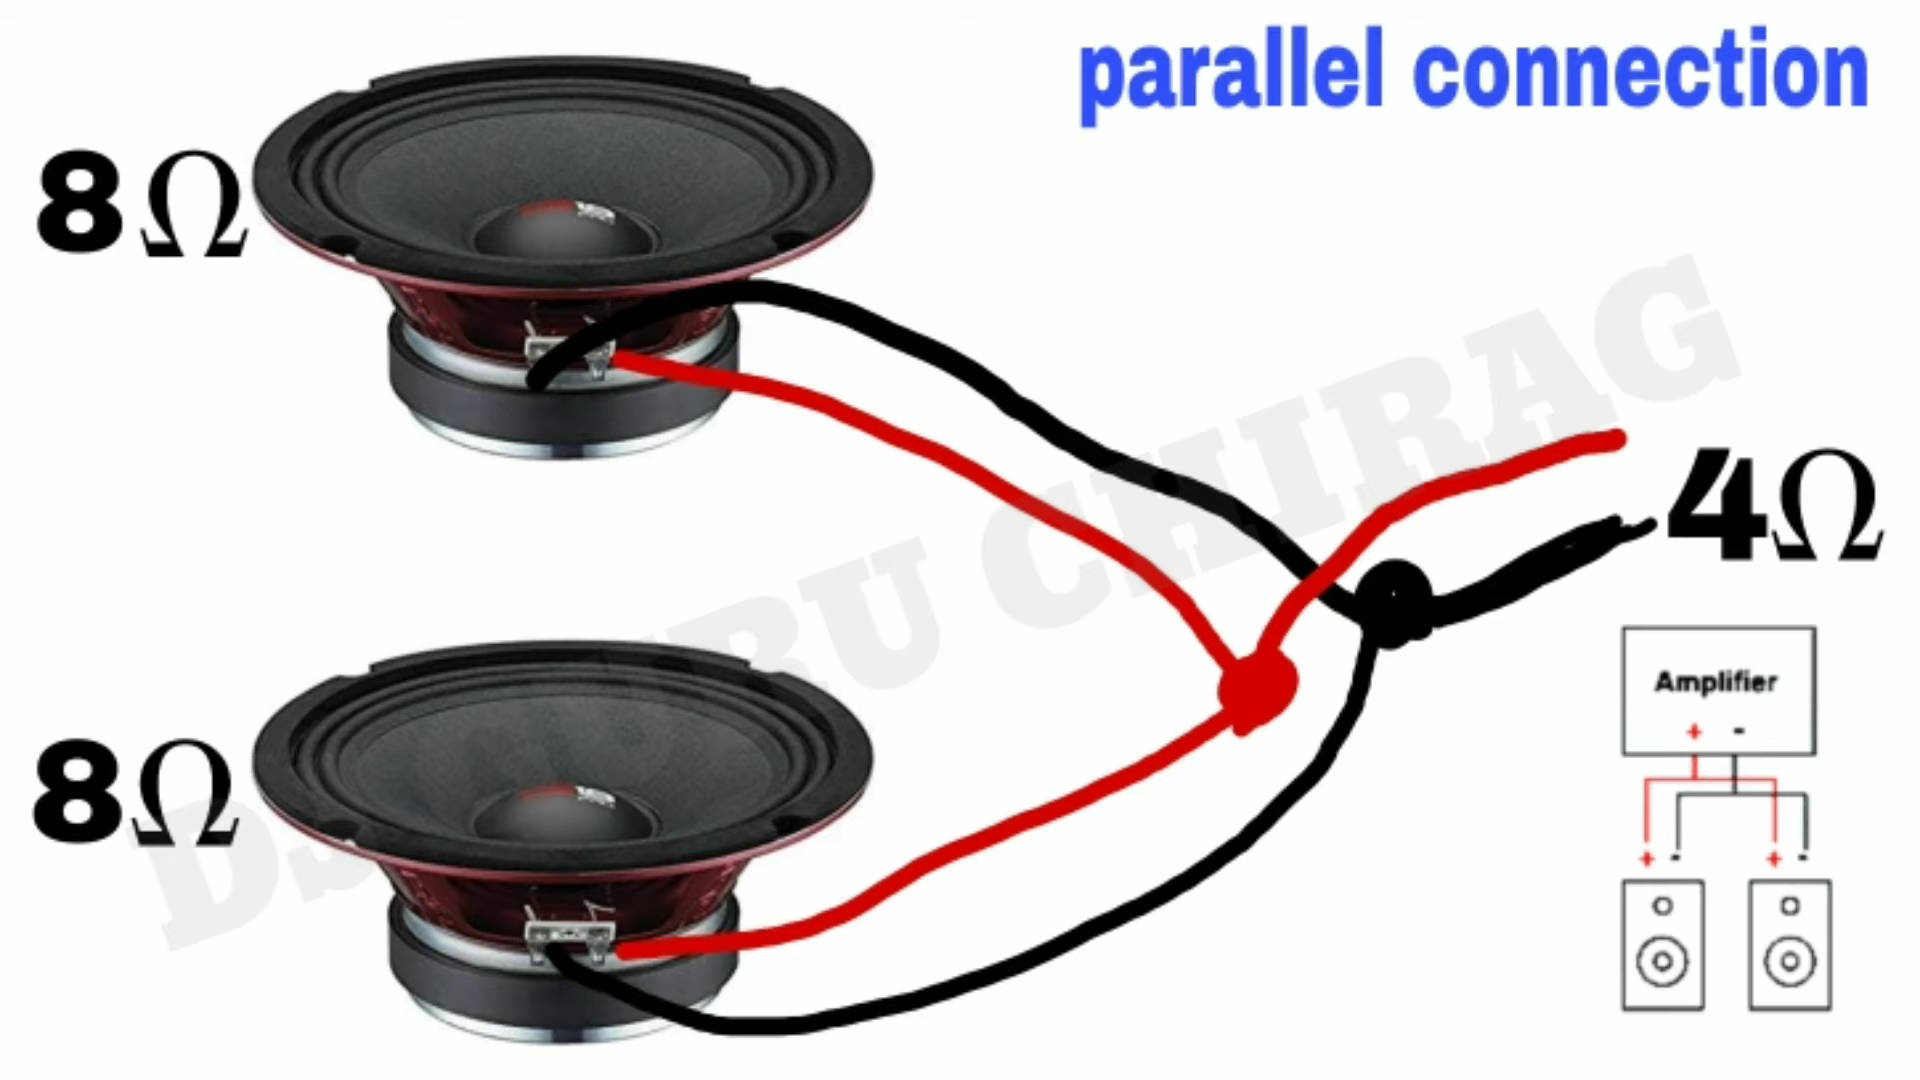 parallel connection
8Ω
4Ω
Amplifier
+ -
8Ω
+ - + -